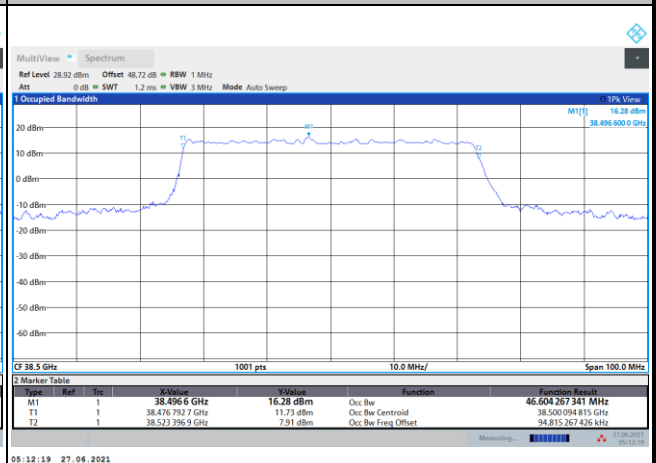 MultiView Spectrum
Ref Level 28.92 dBm Offset 48.72 dB RBW 1 MHz
Att 0 dB SWT 1.2 ms VBW 3 MHz Mode Auto Sweep
1 Occupied Bandwidth 1Pk View
M1[1] 16.28 dBm
38.496 600 0 GHz
20 dBm
M1
T1
T2
10 dBm
0 dBm
-10 dBm
-20 dBm
-30 dBm
-40 dBm
-50 dBm
-60 dBm
CF 38.5 GHz 1001 pts 10.0 MHz/ Span 100.0 MHz
2 Marker Table
Type Ref Trc X-Value Y-Value Function Function Result
M1 1 38.4966 GHz 16.28 dBm Occ Bw 46.604 267 341 MHz
T1 1 38.476 792 7 GHz 11.73 dBm Occ Bw Centroid 38.500 094 815 GHz
T2 1 38.523 396 9 GHz 7.91 dBm Occ Bw Freq Offset 94.815 267 426 kHz
Measuring... 27.06.2021
05:12:19
05:12:19 27.06.2021